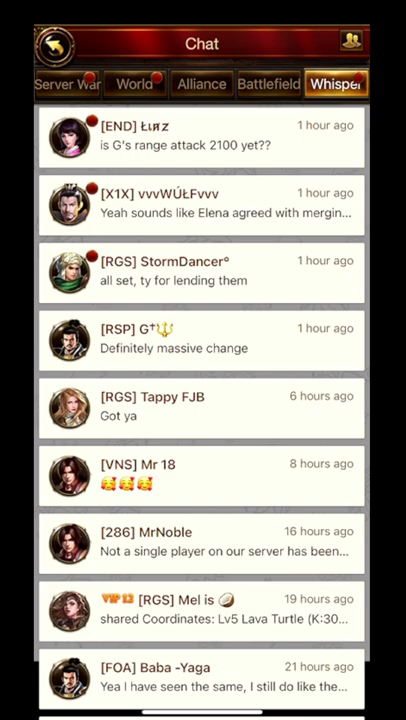 Chat
Server War World Alliance Battlefield Whisper
[END] Łιяz 1 hour ago
is G's range attack 2100 yet??
[X1X] vvvWÚŁFvvv 1 hour ago
Yeah sounds like Elena agreed with mergin...
[RGS] StormDancer° 1 hour ago
all set, ty for lending them
[RSP] G†🔱 1 hour ago
Definitely massive change
[RGS] Tappy FJB 6 hours ago
Got ya
[VNS] Mr 18 8 hours ago
🥰🥰🥰
[286] MrNoble 16 hours ago
Not a single player on our server has been...
VIP 13 [RGS] Mel is 🥥 19 hours ago
shared Coordinates: Lv5 Lava Turtle (K:30...
[FOA] Baba -Yaga 21 hours ago
Yea I have seen the same, I still do like the...